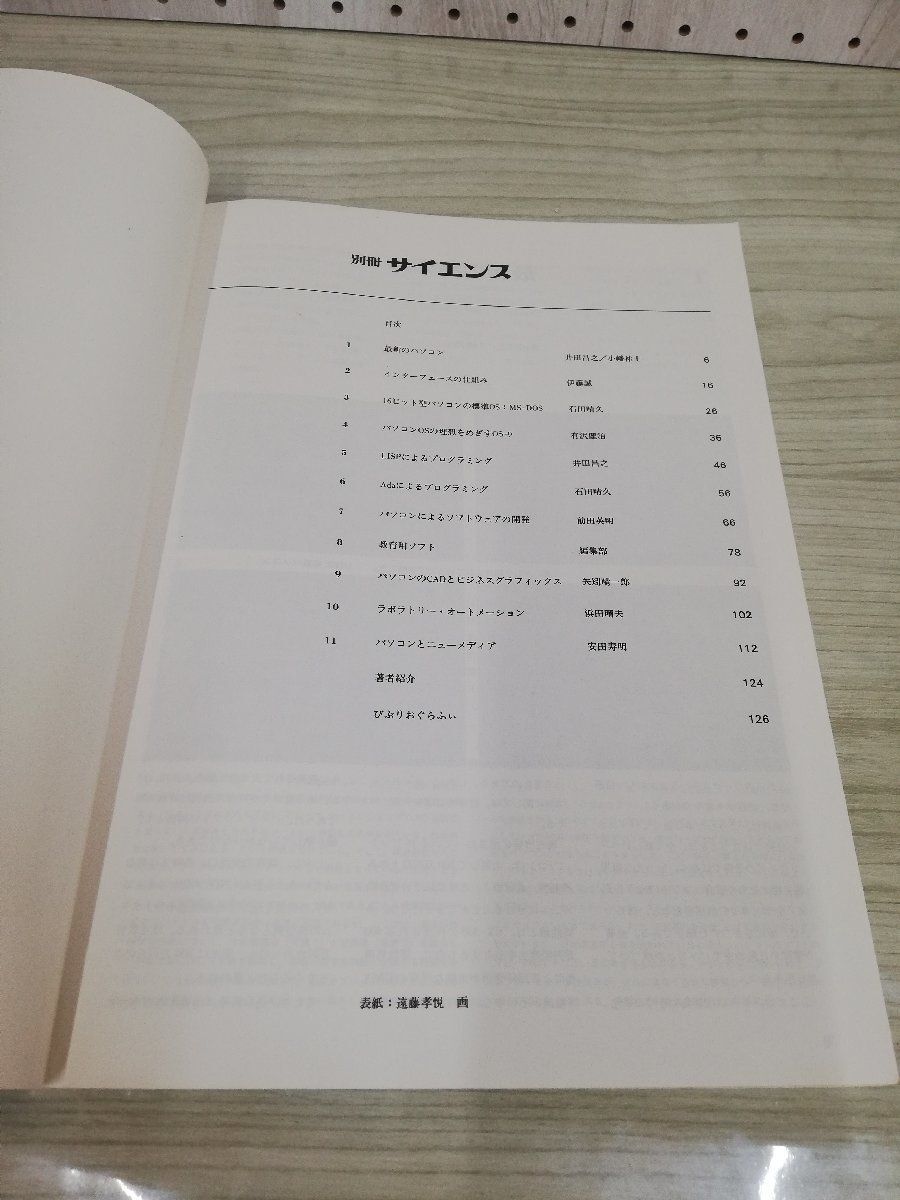 別冊 サイエンス
目次
1 最新のパソコン 井田昌之／小幡 6
2 インターフェースの仕組み 伊藤誠 16
3 16ビット型パソコンの標準OS：MS-DOS 石田晴久 26
4 パソコンOSの理想をめざすOS-9 有沢 36
5 LISPによるプログラミング 井田昌之 46
6 Adaによるプログラミング 石田晴久 56
7 パソコンによるソフトウェアの開発 前田英明 66
8 教育用ソフト 編集部 78
9 パソコンのCADとビジネスグラフィックス 92
10 ラボラトリー・オートメーション 浜田 102
11 パソコンとニューメディア 安田寿明 112
著者紹介 124
びぶりおぐらふぃ 126
表紙：遠藤孝悦 画